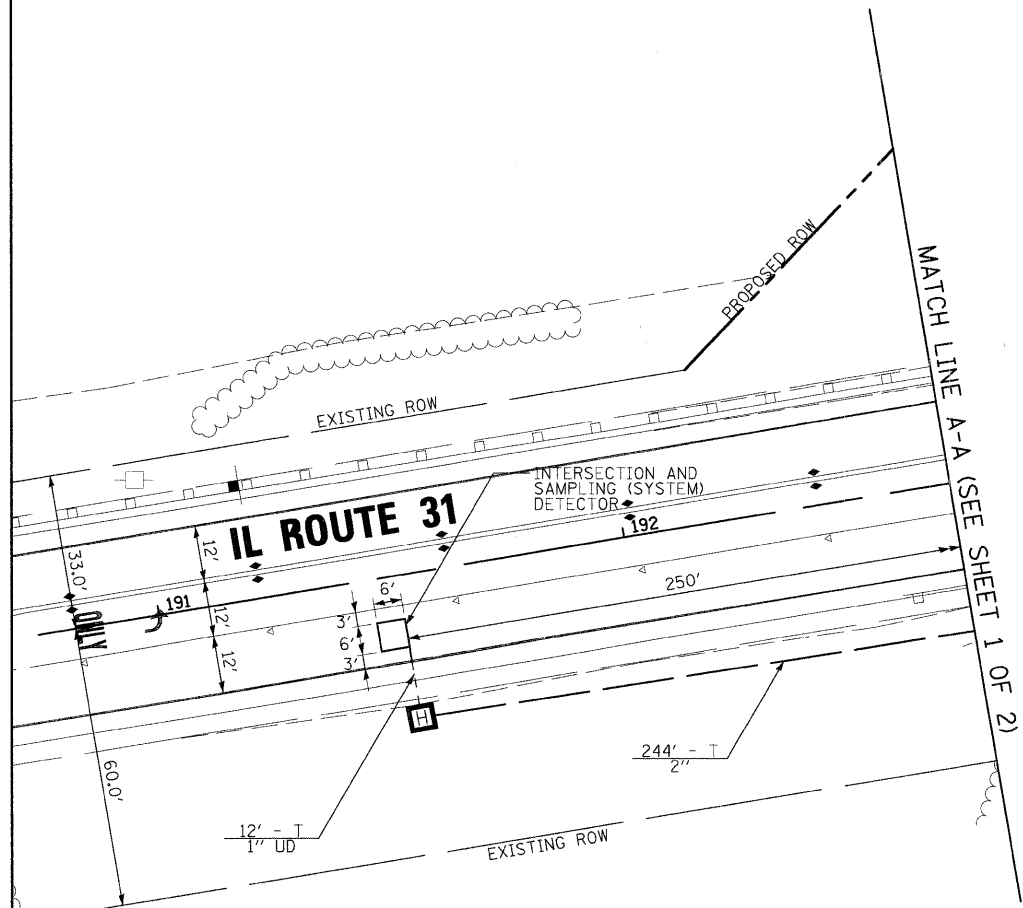 PROPOSED ROW
MATCH LINE A-A (SEE SHEET 1 OF 2)
EXISTING ROW
INTERSECTION AND
SAMPLING (SYSTEM)
DETECTOR
IL ROUTE 31
192
12'
33.0'
250'
6'
191
ONLY
12'
3'
6'
3'
12'
H
244' - T
2''
60.0'
12' - T
1'' UD
EXISTING ROW